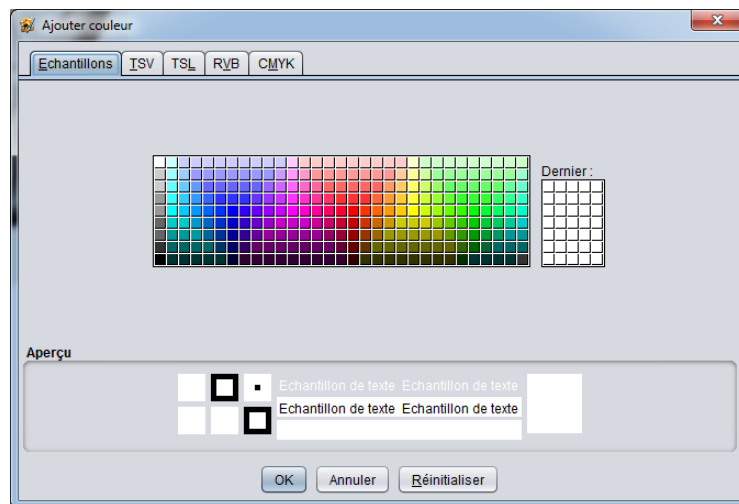 Ajouter couleur
Echantillons TSV TSL RVB CMYK
Dernier :
Aperçu
Echantillon de texte Echantillon de texte
Echantillon de texte Echantillon de texte
OK Annuler Réinitialiser